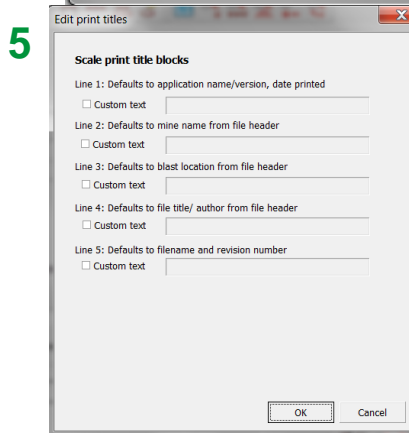 5
Edit print titles
Scale print title blocks
Line 1: Defaults to application name/version, date printed
Custom text
Line 2: Defaults to mine name from file header
Custom text
Line 3: Defaults to blast location from file header
Custom text
Line 4: Defaults to file title/ author from file header
Custom text
Line 5: Defaults to filename and revision number
Custom text
OK Cancel